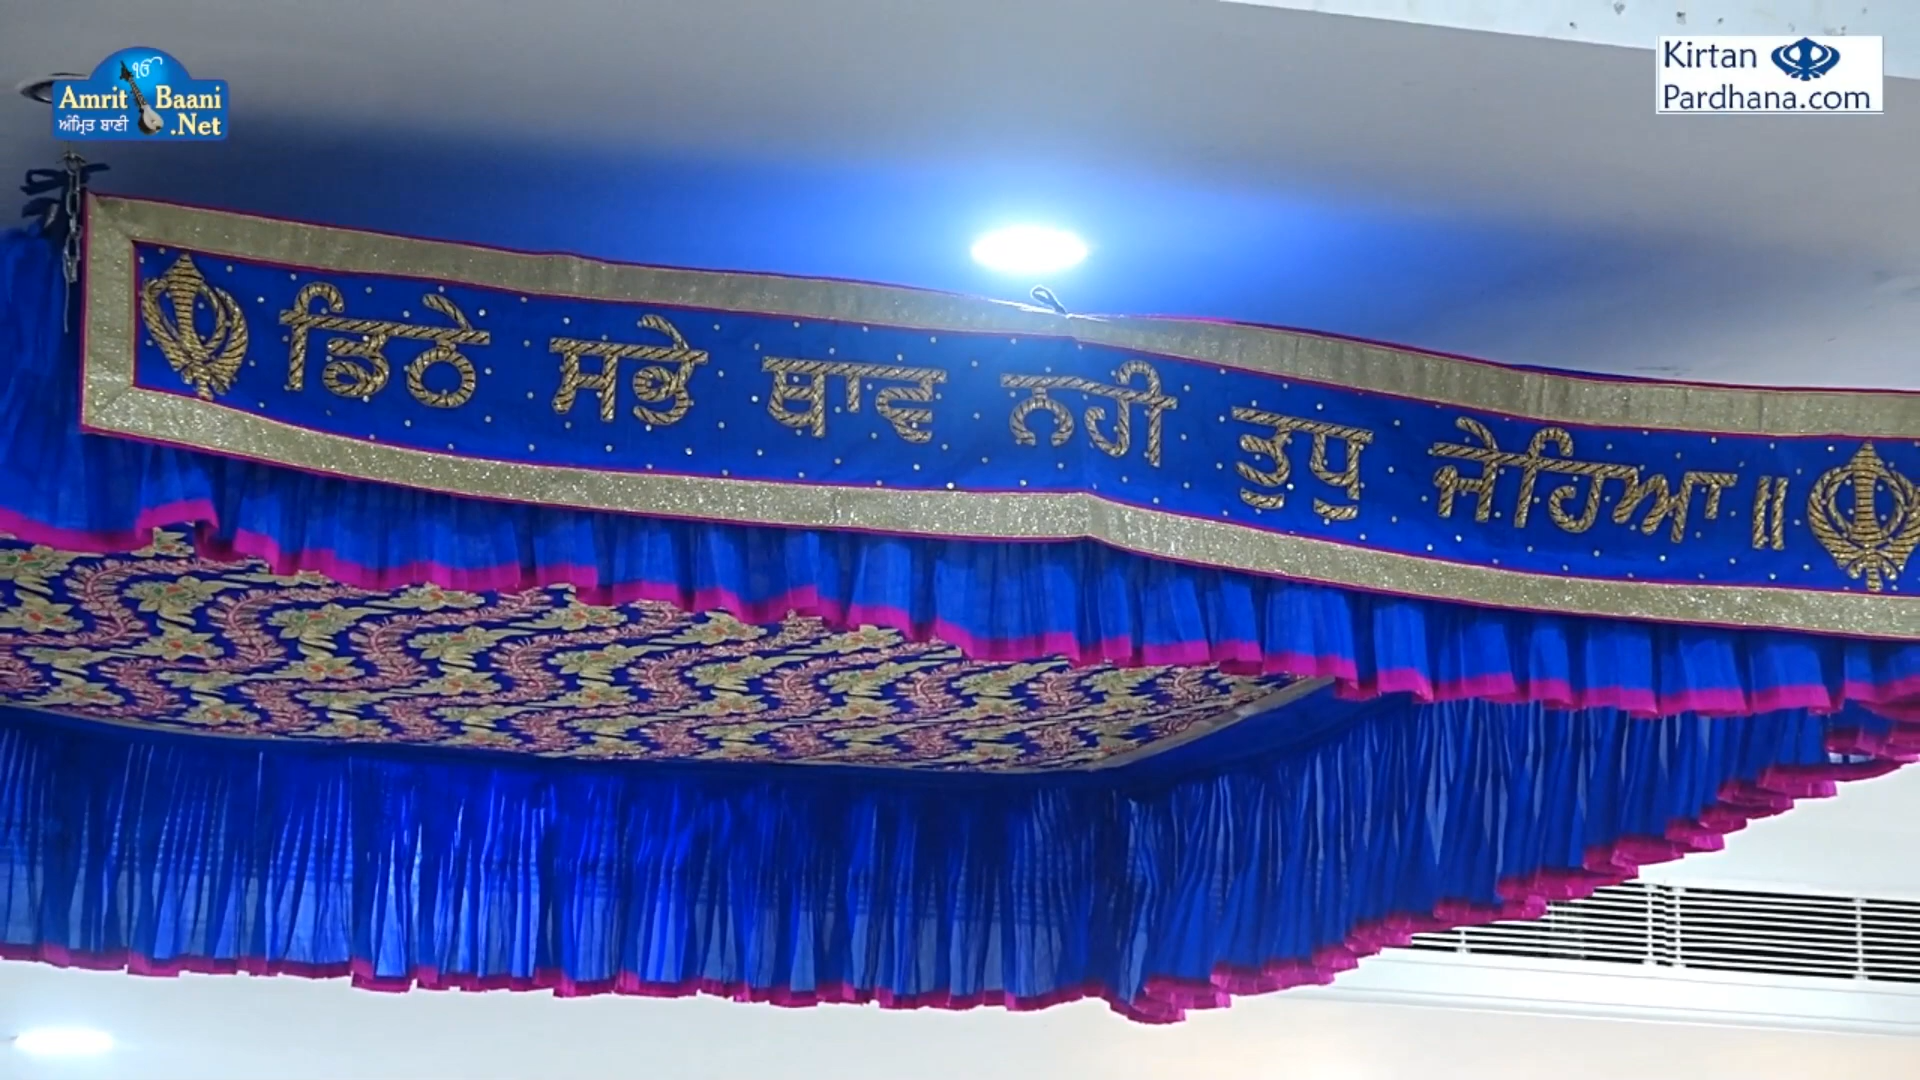 ੴ
Amrit Baani
ਅੰਮ੍ਰਿਤ ਬਾਣੀ .Net
Kirtan
Pardhana.com
ਡਿਠੇ ਸਭੇ ਥਾਵ ਨਹੀ ਤੁਧੁ ਜੇਹਿਆ॥